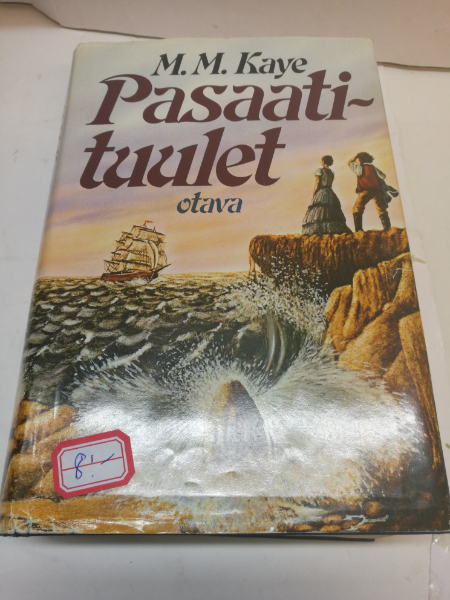 M. M. Kaye
Pasaati-
tuulet
otava
8:-